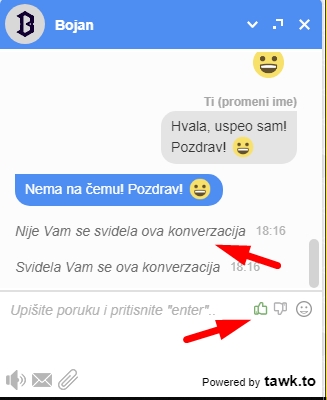 Bojan
Ti (promeni ime)
Hvala, uspeo sam!
Pozdrav!
Nema na čemu! Pozdrav!
Nije Vam se svidela ova konverzacija 18:16
Svidela Vam se ova konverzacija 18:16
Upišite poruku i pritisnite "enter"..
Powered by tawk.to